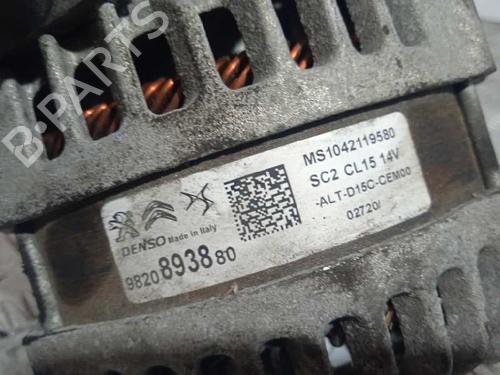 B-PARTS
MS1042119580
SC2 CL15 14V
-ALT-D15C-CEM00
02720/
DENSO Made in Italy
9820893880